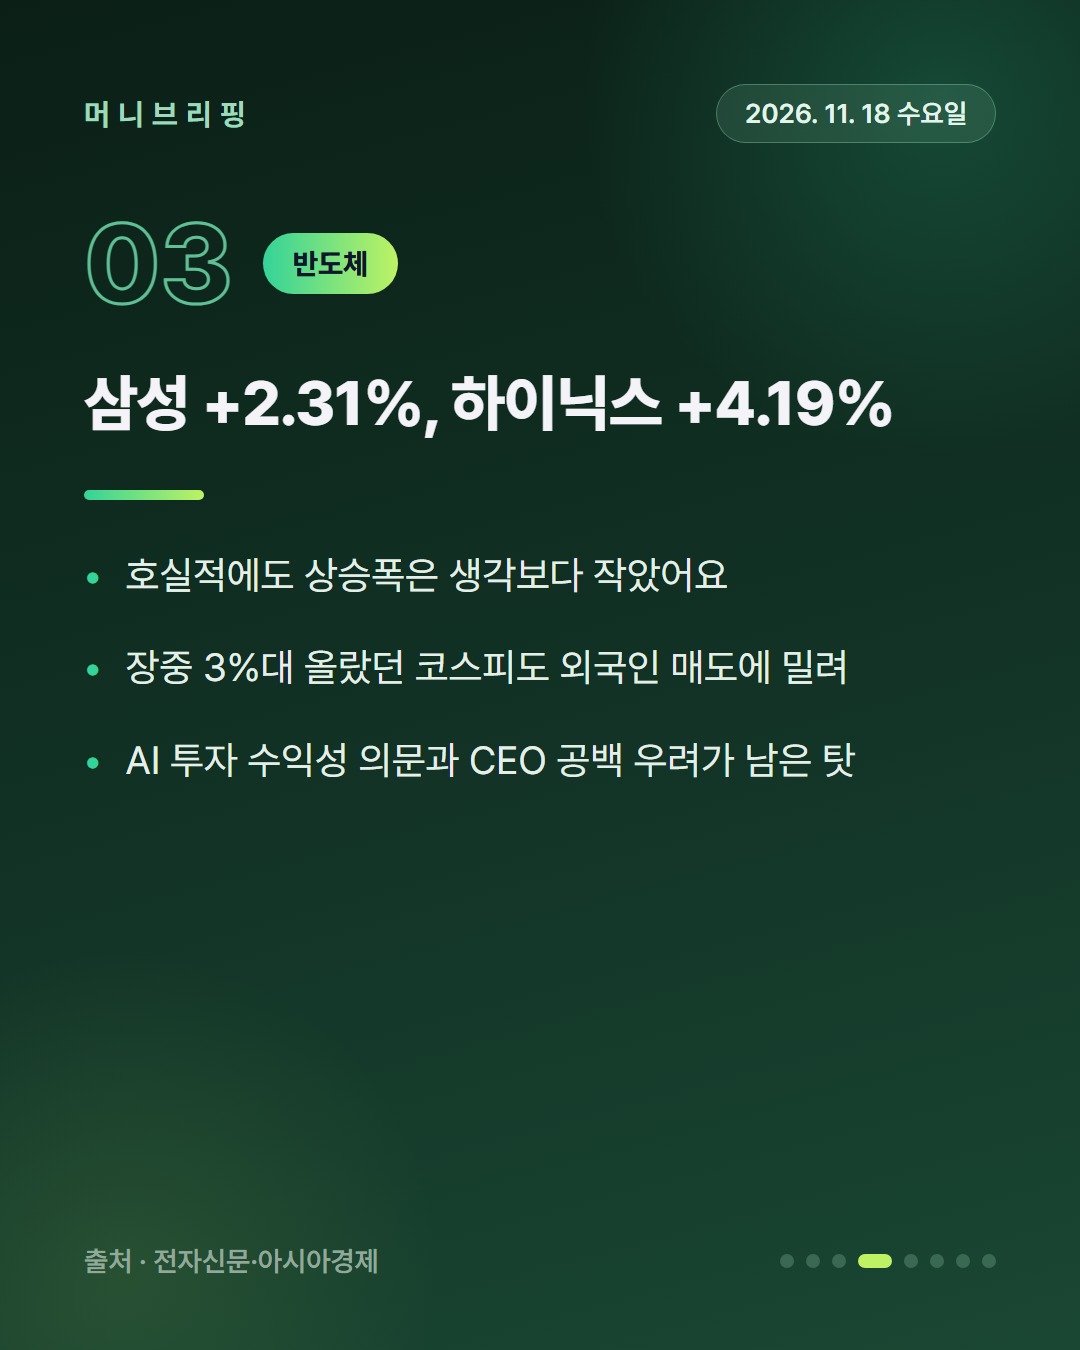 머니브리핑
2026. 11. 18 수요일
03
반도체
삼성 +2.31%, 하이닉스 +4.19%
• 호실적에도 상승폭은 생각보다 작았어요
• 장중 3%대 올랐던 코스피도 외국인 매도에 밀려
• AI 투자 수익성 의문과 CEO 공백 우려가 남은 탓
출처 · 전자신문·아시아경제